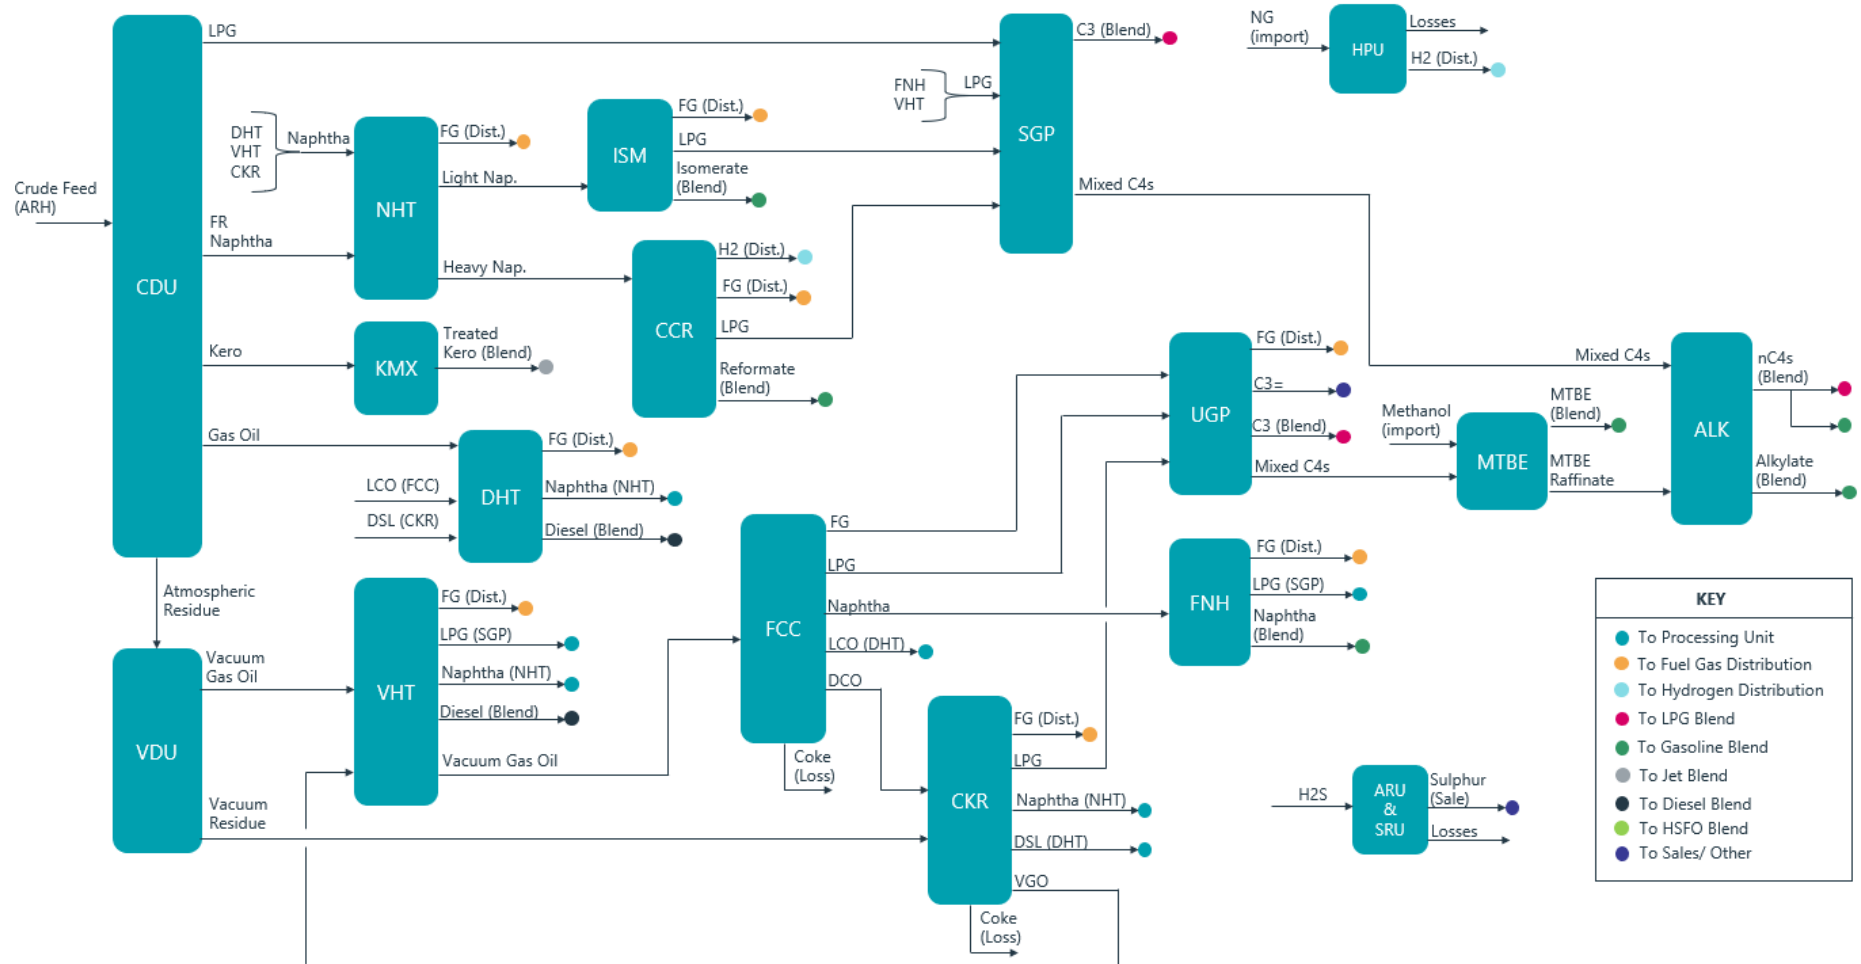 LPG
C3 (Blend)
NG
(import)
HPU
Losses
H2 (Dist.)
FNH
VHT
LPG
SGP
Mixed C4s
DHT
VHT
CKR
Naphtha
NHT
FG (Dist.)
Light Nap.
Heavy Nap.
ISM
FG (Dist.)
LPG
Isomerate
(Blend)
Crude Feed
(ARH)
CDU
FR
Naphtha
CCR
H2 (Dist.)
FG (Dist.)
LPG
Reformate
(Blend)
Kero
KMX
Treated
Kero (Blend)
UGP
FG (Dist.)
C3=
C3 (Blend)
Mixed C4s
Mixed C4s
Methanol
(import)
MTBE
MTBE
(Blend)
MTBE
Raffinate
ALK
nC4s
(Blend)
Alkylate
(Blend)
Gas Oil
LCO (FCC)
DSL (CKR)
DHT
FG (Dist.)
Naphtha (NHT)
Diesel (Blend)
Atmospheric
Residue
VDU
Vacuum
Gas Oil
Vacuum
Residue
VHT
FG (Dist.)
LPG (SGP)
Naphtha (NHT)
Diesel (Blend)
Vacuum Gas Oil
FCC
FG
LPG
Naphtha
LCO (DHT)
DCO
Coke
(Loss)
FNH
FG (Dist.)
LPG (SGP)
Naphtha
(Blend)
CKR
FG (Dist.)
LPG
Naphtha (NHT)
DSL (DHT)
VGO
Coke
(Loss)
H2S
ARU
&
SRU
Sulphur
(Sale)
Losses
KEY
To Processing Unit
To Fuel Gas Distribution
To Hydrogen Distribution
To LPG Blend
To Gasoline Blend
To Jet Blend
To Diesel Blend
To HSFO Blend
To Sales/ Other